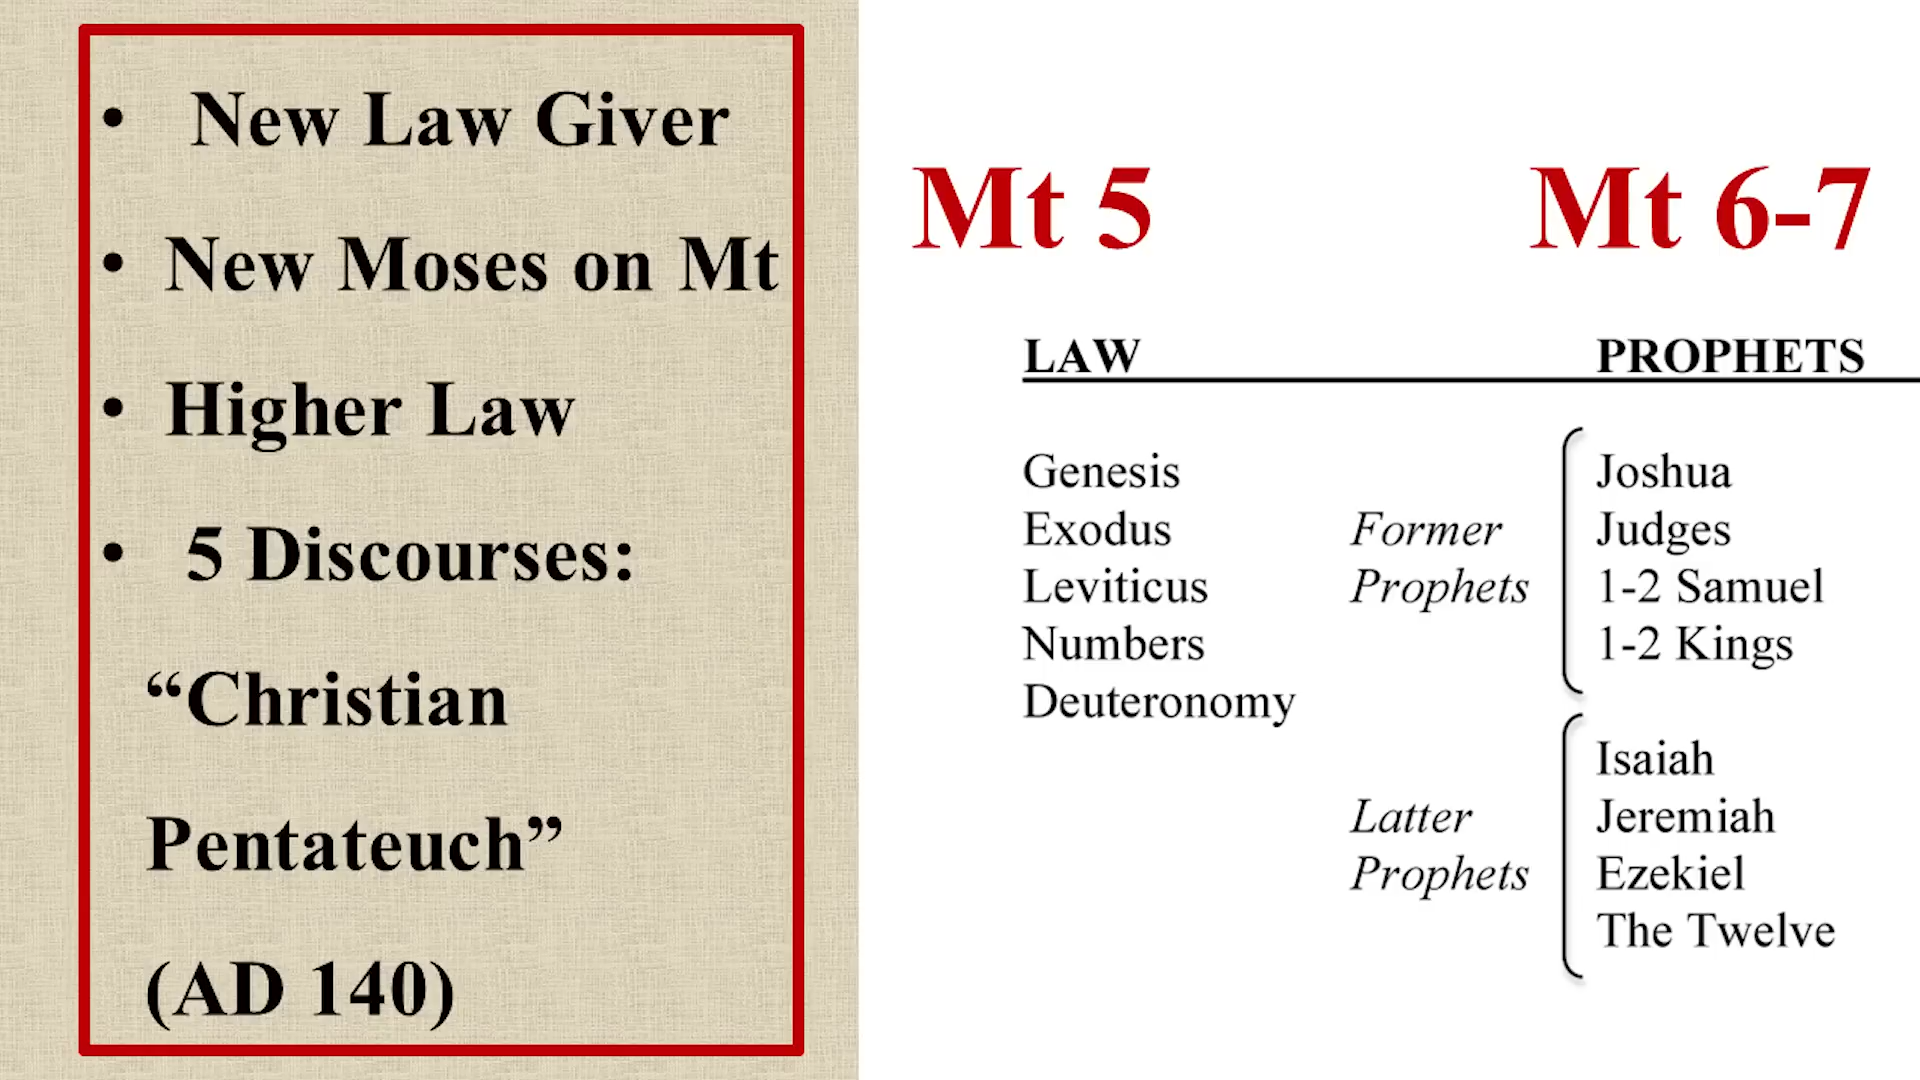 • New Law Giver
• New Moses on Mt
• Higher Law
• 5 Discourses:
“Christian
Pentateuch”
(AD 140)
Mt 5
Mt 6-7
LAW
PROPHETS
Genesis
Exodus
Leviticus
Numbers
Deuteronomy
Former
Prophets
Joshua
Judges
1-2 Samuel
1-2 Kings
Latter
Prophets
Isaiah
Jeremiah
Ezekiel
The Twelve